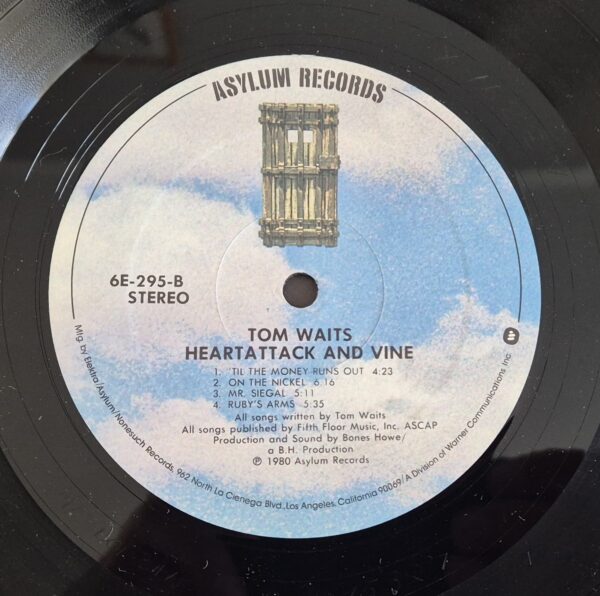 ASYLUM RECORDS
6E-295-B
STEREO
TOM WAITS
HEARTATTACK AND VINE
1. 'TIL THE MONEY RUNS OUT 4:23
2. ON THE NICKEL 6:16
3. MR. SIEGAL 5:11
4. RUBY'S ARMS 5:35
All songs written by Tom Waits
All songs published by Fifth Floor Music, Inc. ASCAP
Production and Sound by Bones Howe/
a B.H. Production
℗ 1980 Asylum Records
Mfg. by Elektra/Asylum/Nonesuch Records, 962 North La Cienega Blvd., Los Angeles, California 90069/A Division of Warner Communications Inc.